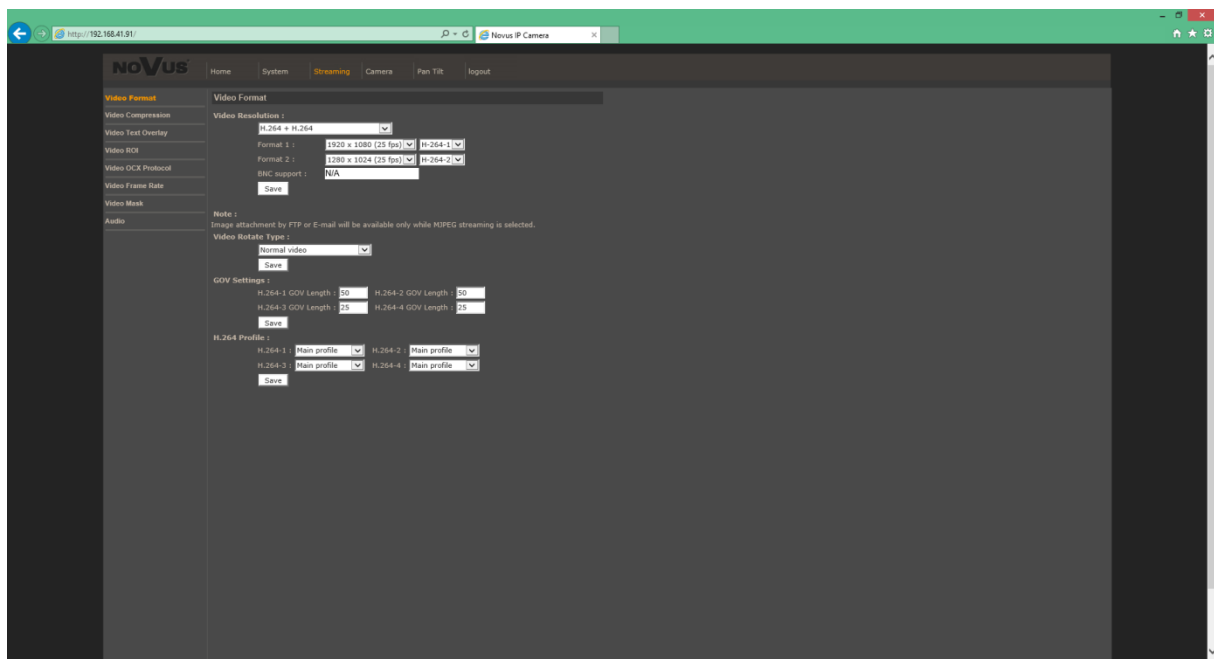 http://192.168.41.91/
Novus IP Camera
NOVUS
Home System Streaming Camera Pan Tilt logout
Video Format
Video Compression
Video Text Overlay
Video ROI
Video OCX Protocol
Video Frame Rate
Video Mask
Audio
Video Format
Video Resolution :
H.264 + H.264
Format 1 : 1920 x 1080 (25 fps) H-264-1
Format 2 : 1280 x 1024 (25 fps) H-264-2
BNC support : N/A
Save
Note :
Image attachment by FTP or E-mail will be available only while MJPEG streaming is selected.
Video Rotate Type :
Normal video
Save
GOV Settings :
H.264-1 GOV Length : 50 H.264-2 GOV Length : 50
H.264-3 GOV Length : 25 H.264-4 GOV Length : 25
Save
H.264 Profile :
H.264-1 : Main profile H.264-2 : Main profile
H.264-3 : Main profile H.264-4 : Main profile
Save